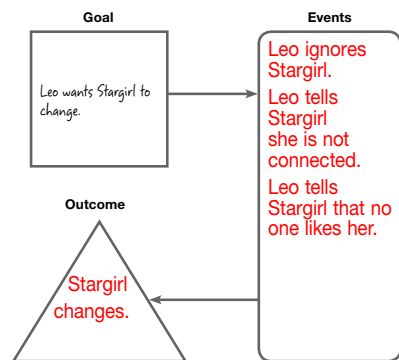 Goal
Leo wants Stargirl to
change.
Events
Leo ignores
Stargirl.
Leo tells
Stargirl
she is not
connected.
Leo tells
Stargirl that no
one likes her.
Outcome
Stargirl
changes.